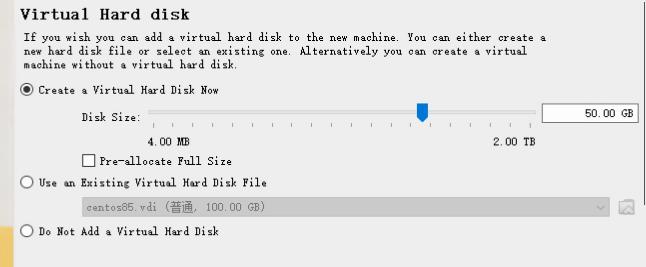 Virtual Hard disk
If you wish you can add a virtual hard disk to the new machine. You can either create a
new hard disk file or select an existing one. Alternatively you can create a virtual
machine without a virtual hard disk.
Create a Virtual Hard Disk Now
Disk Size: 50.00 GB
4.00 MB 2.00 TB
Pre-allocate Full Size
Use an Existing Virtual Hard Disk File
centos85.vdi (普通, 100.00 GB)
Do Not Add a Virtual Hard Disk